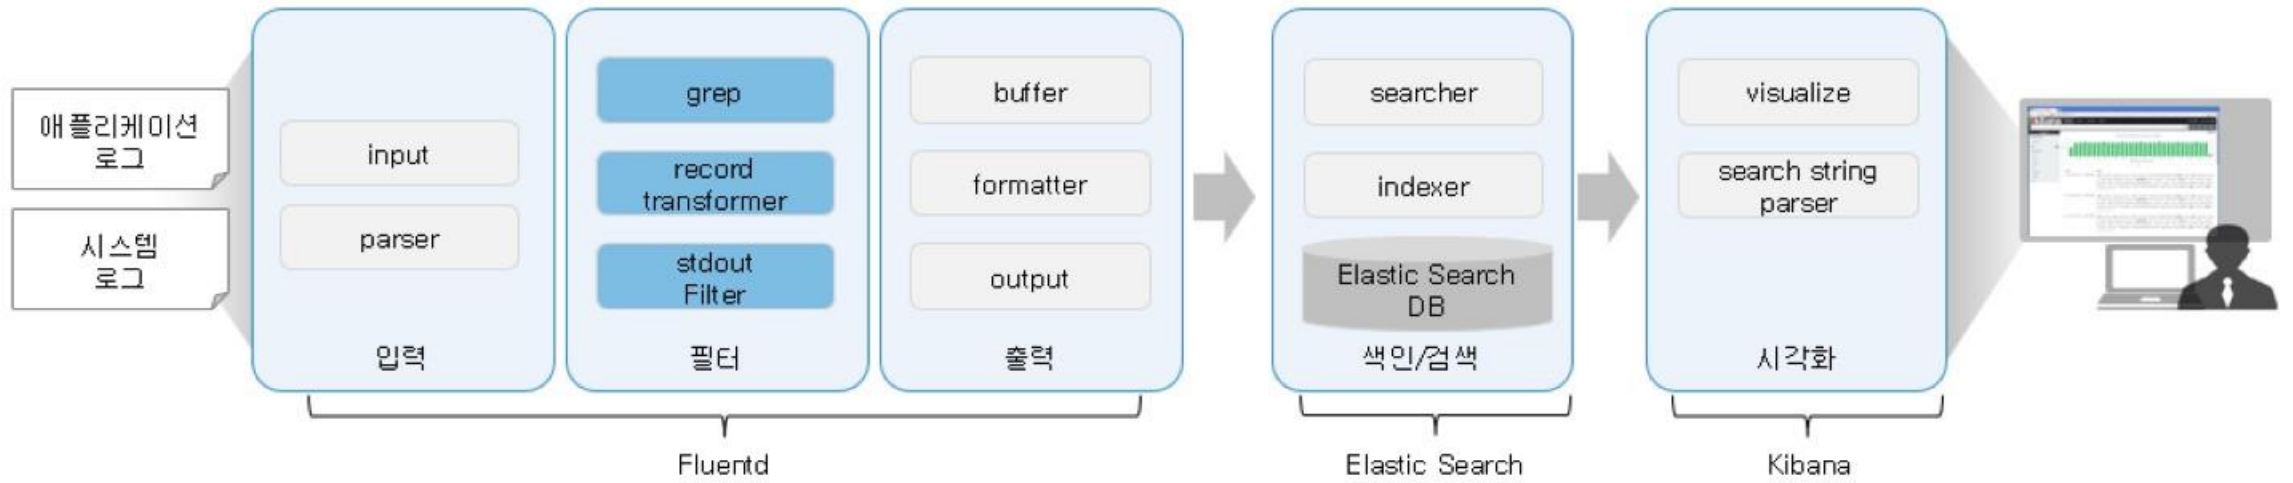 애플리케이션
로그
시스템
로그
input
parser
입력
grep
record
transformer
stdout
Filter
필터
buffer
formatter
output
출력
Fluentd
searcher
indexer
Elastic Search
DB
색인/검색
Elastic Search
visualize
search string
parser
시각화
Kibana